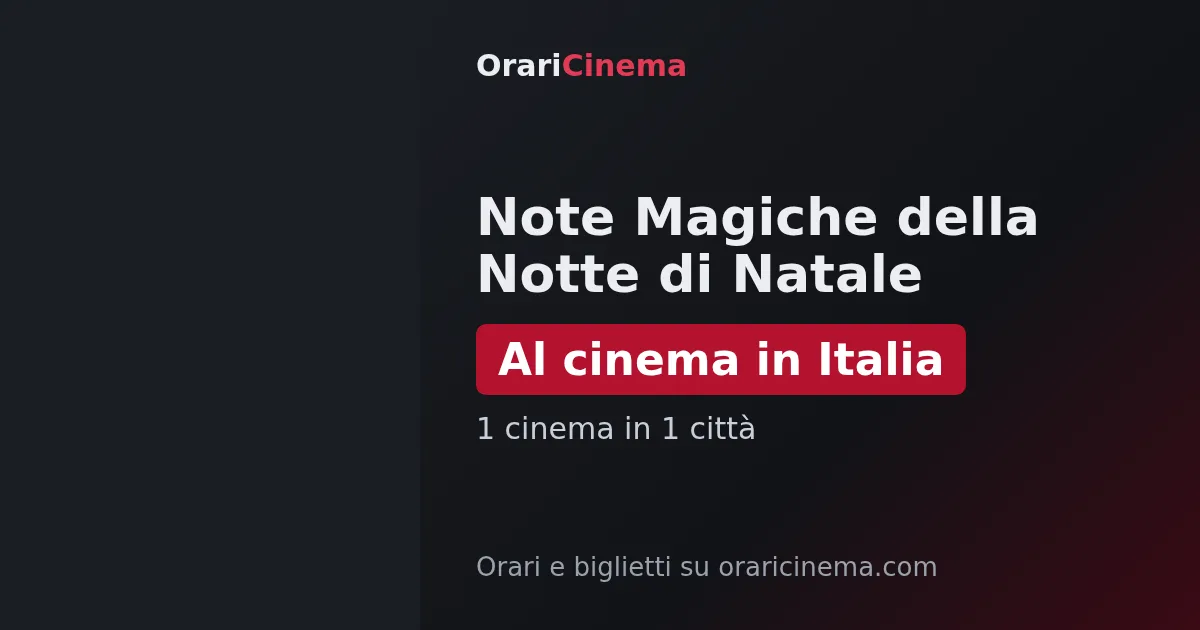 OrariCinema
Note Magiche della
Notte di Natale
Al cinema in Italia
1 cinema in 1 città
Orari e biglietti su oraricinema.com